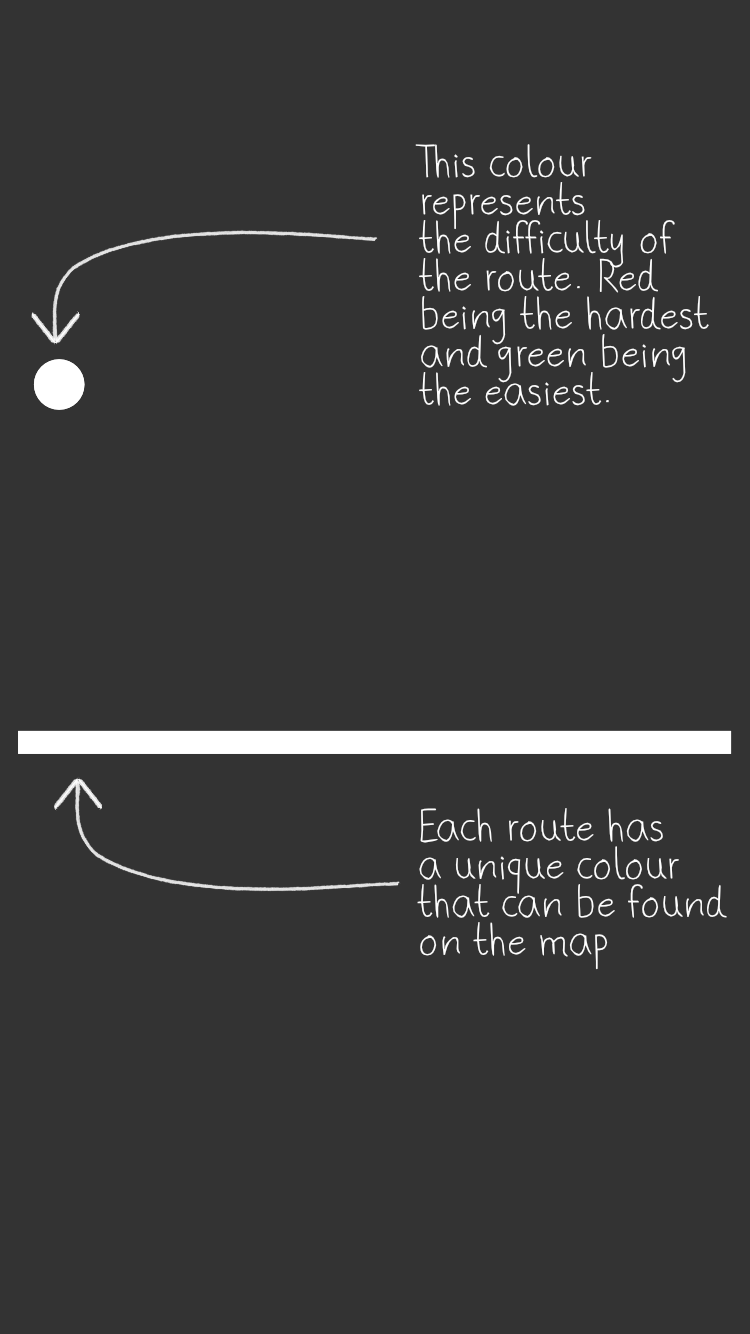 This colour
represents
the difficulty of
the route. Red
being the hardest
and green being
the easiest.
Each route has
a unique colour
that can be found
on the map